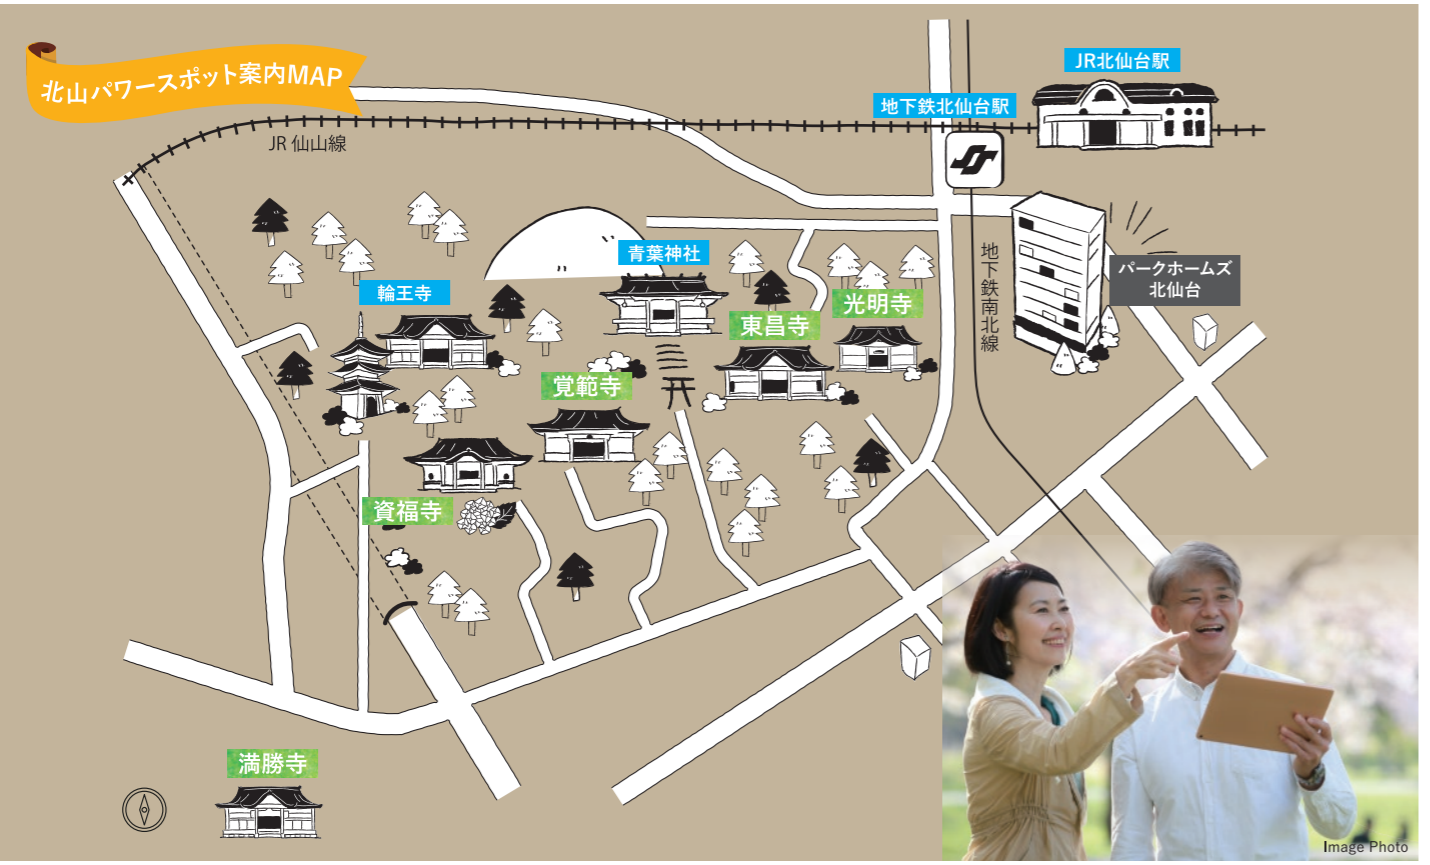 北山パワースポット案内MAP
JR北仙台駅
地下鉄北仙台駅
JR 仙山線
青葉神社
地下鉄南北線
パークホームズ
北仙台
輪王寺
光明寺
東昌寺
覚範寺
資福寺
満勝寺
Image Photo